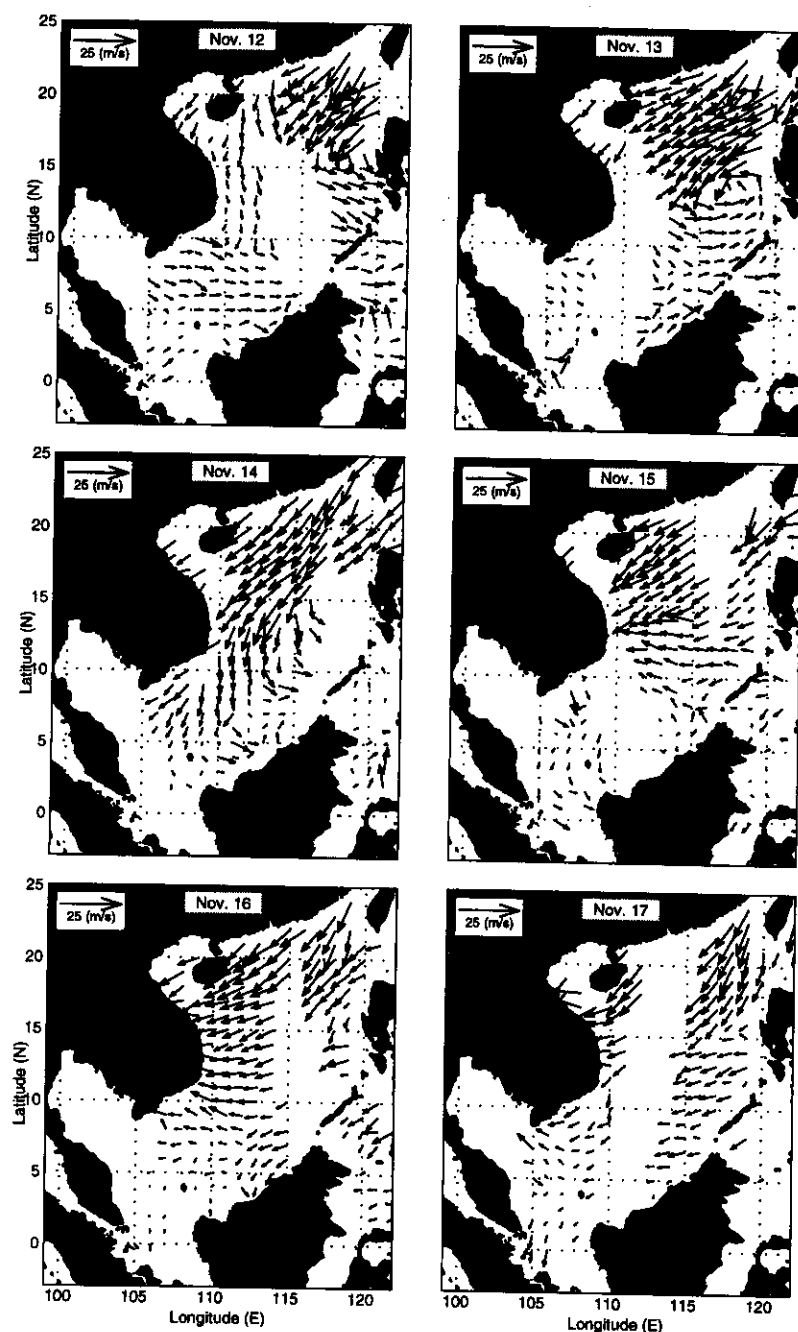 25
20
15
10
5
0
Latitude (N)
25 (m/s)
Nov. 12
25 (m/s)
Nov. 13
25
20
15
10
5
0
Latitude (N)
25 (m/s)
Nov. 14
25 (m/s)
Nov. 15
25
20
15
10
5
0
Latitude (N)
25 (m/s)
Nov. 16
100 105 110 115 120
Longitude (E)
25 (m/s)
Nov. 17
100 105 110 115 120
Longitude (E)